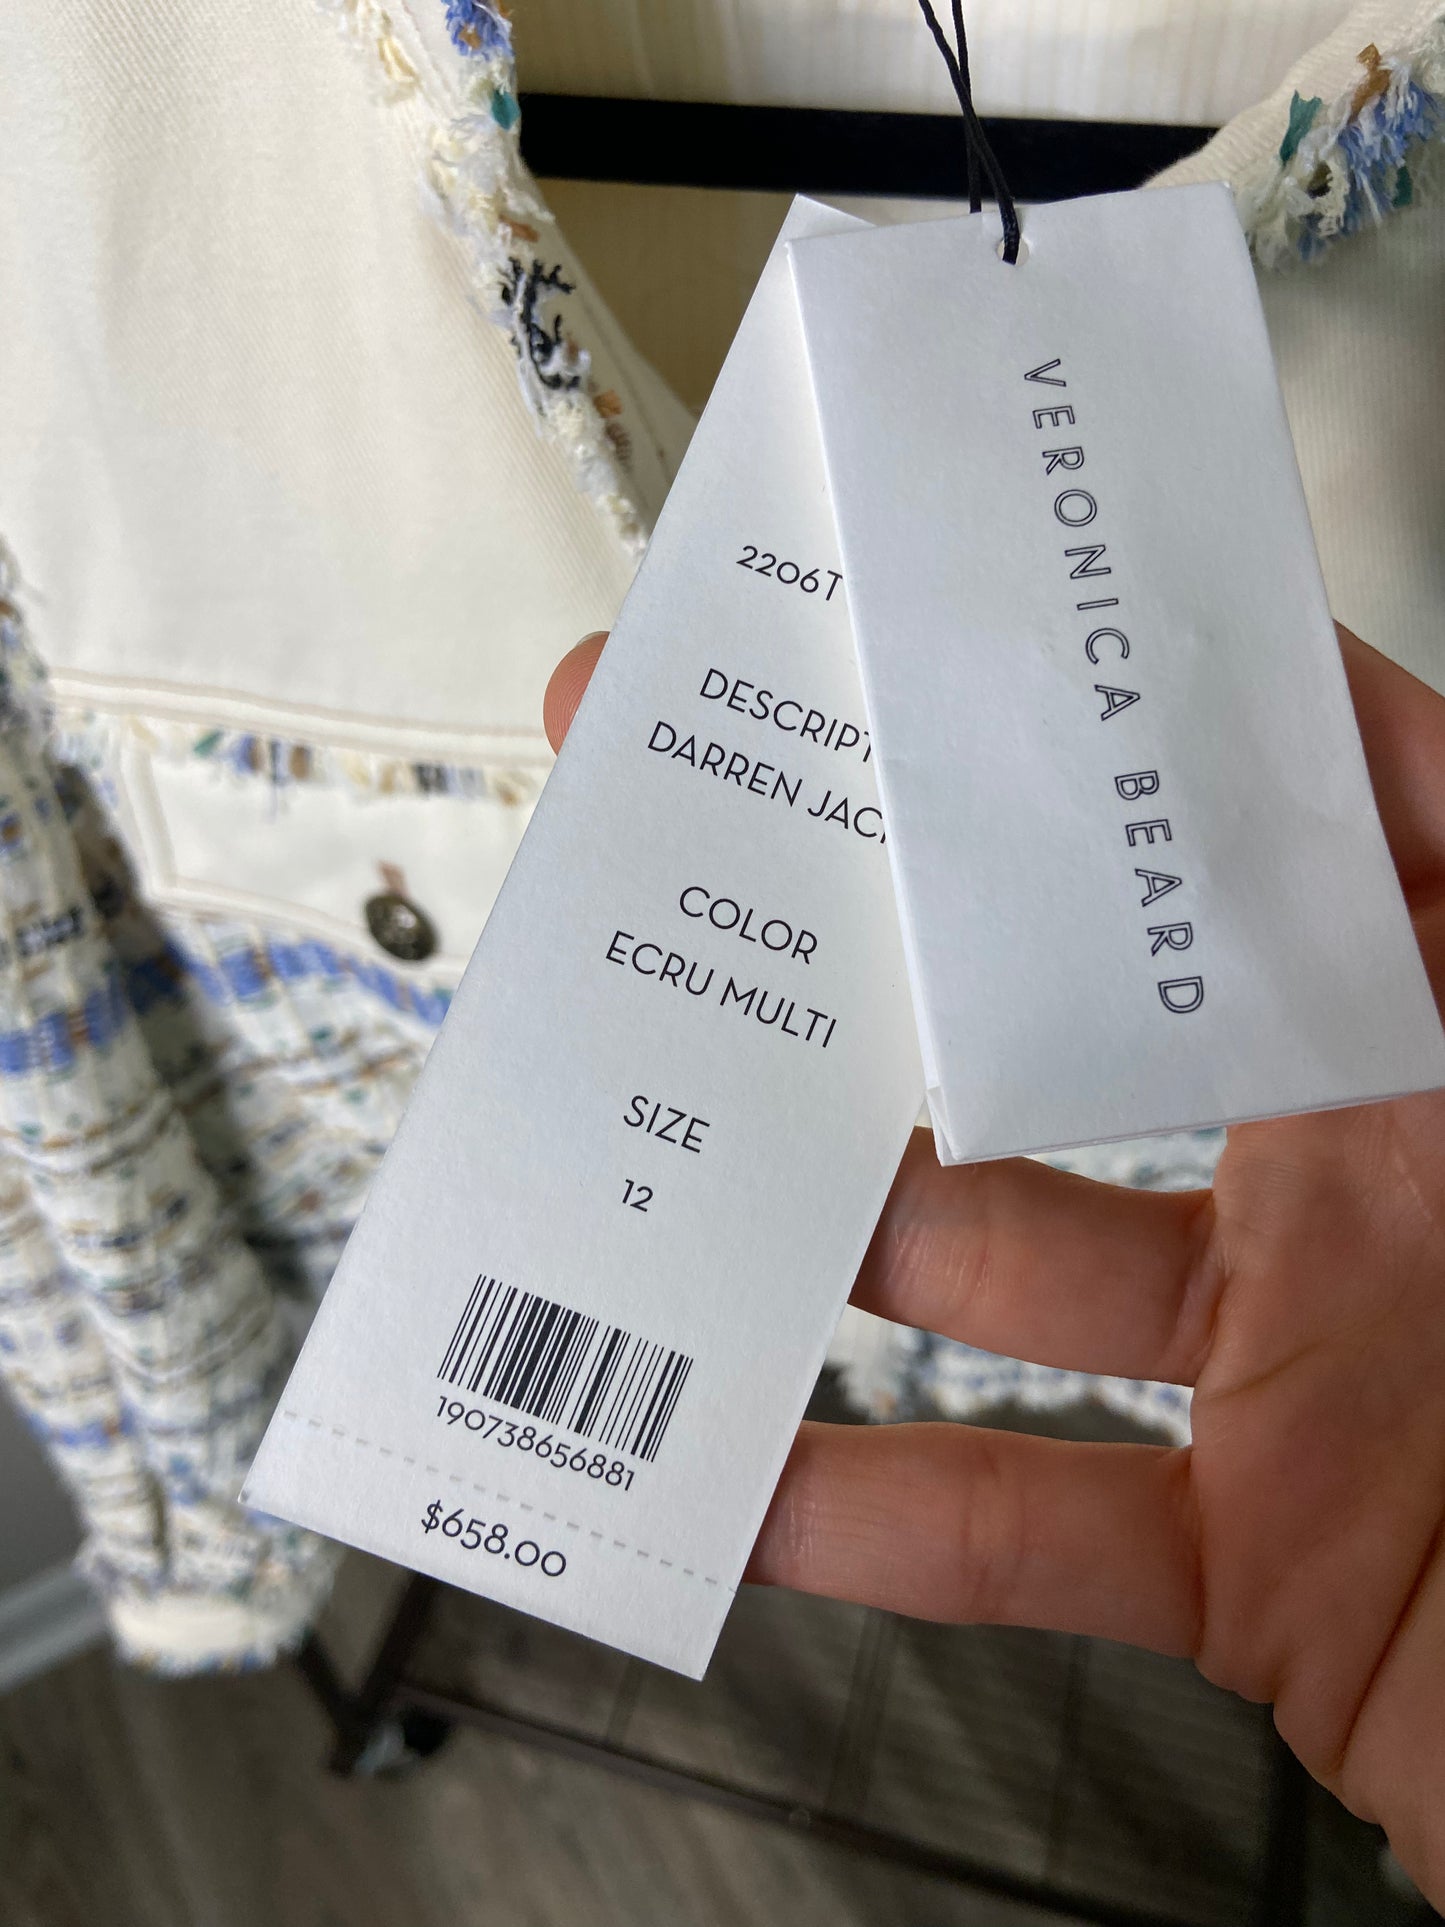 VERONICA BEARD
2206T
DESCRIPT
DARREN JAC
COLOR
ECRU MULTI
SIZE
12
190738656881
$658.00